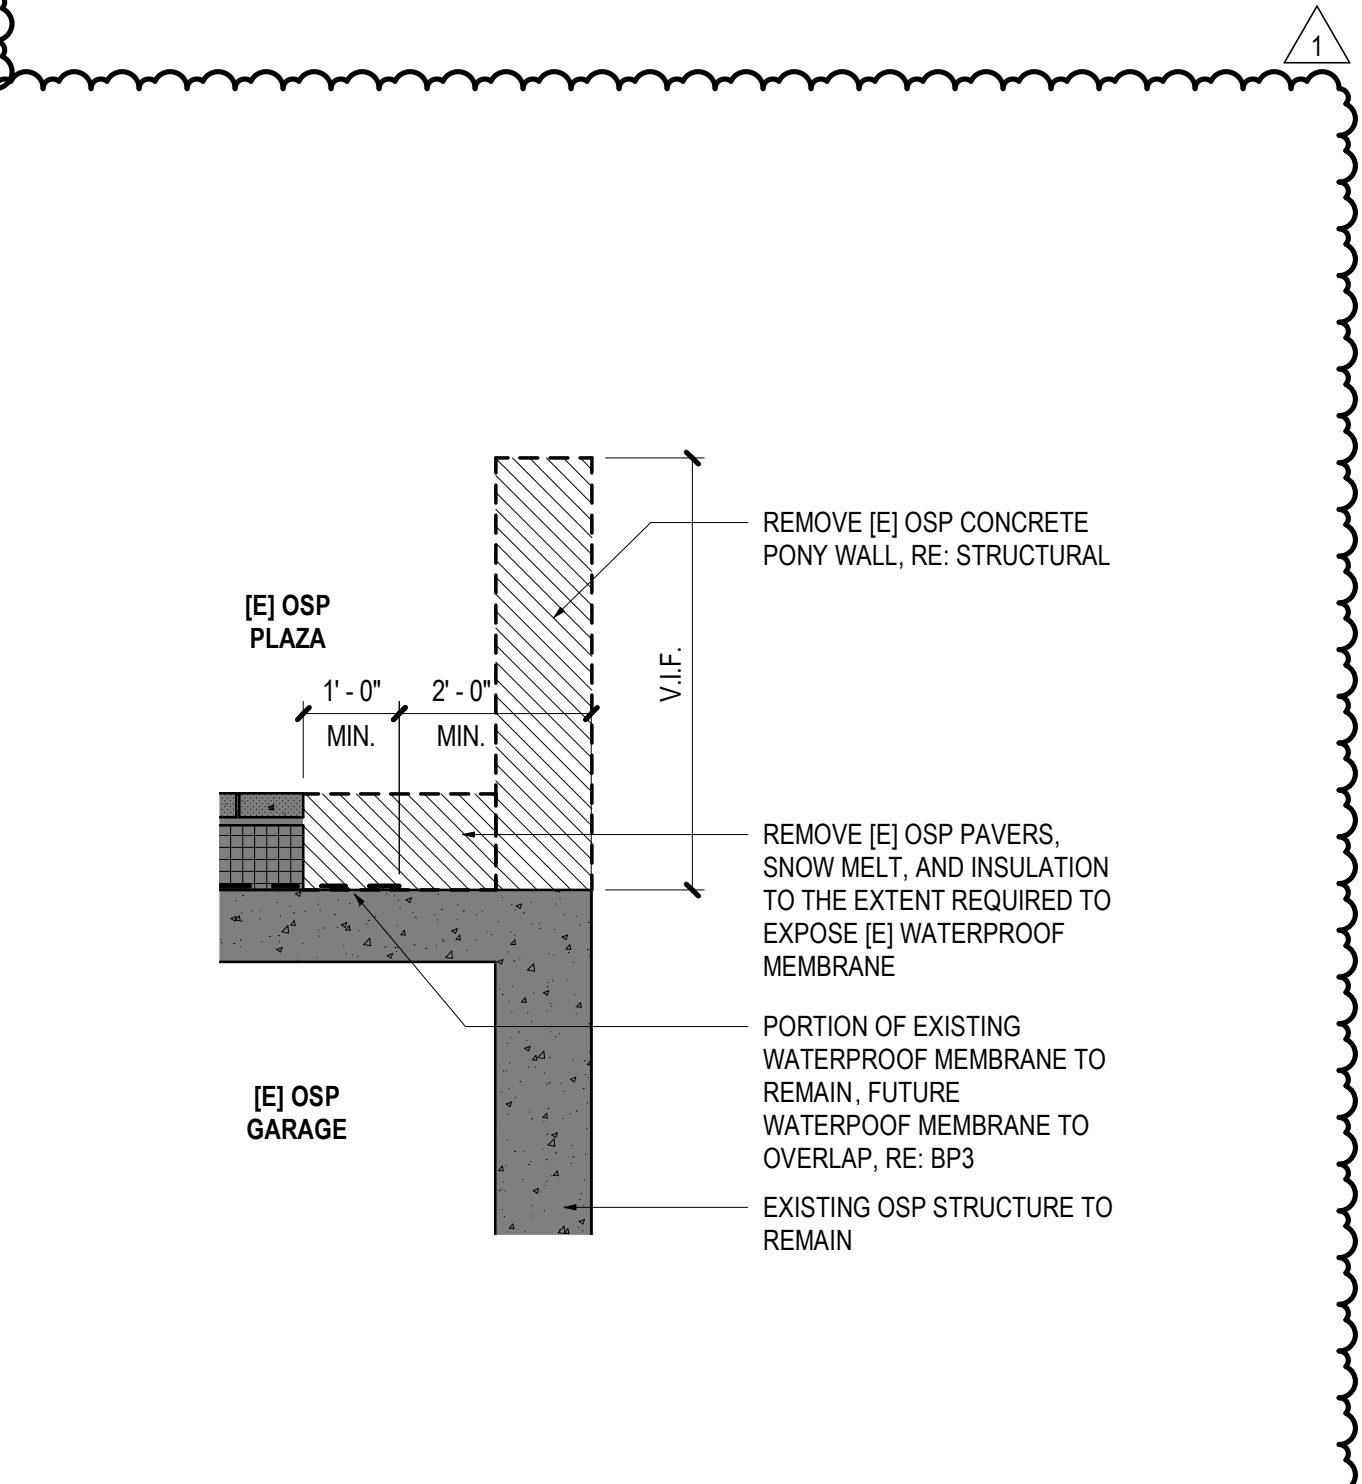 1
REMOVE [E] OSP CONCRETE
PONY WALL, RE: STRUCTURAL
[E] OSP
PLAZA
V.I.F.
1' - 0"
2' - 0"
MIN.
MIN.
REMOVE [E] OSP PAVERS,
SNOW MELT, AND INSULATION
TO THE EXTENT REQUIRED TO
EXPOSE [E] WATERPROOF
MEMBRANE
PORTION OF EXISTING
WATERPROOF MEMBRANE TO
REMAIN, FUTURE
WATERPOOF MEMBRANE TO
OVERLAP, RE: BP3
[E] OSP
GARAGE
EXISTING OSP STRUCTURE TO
REMAIN